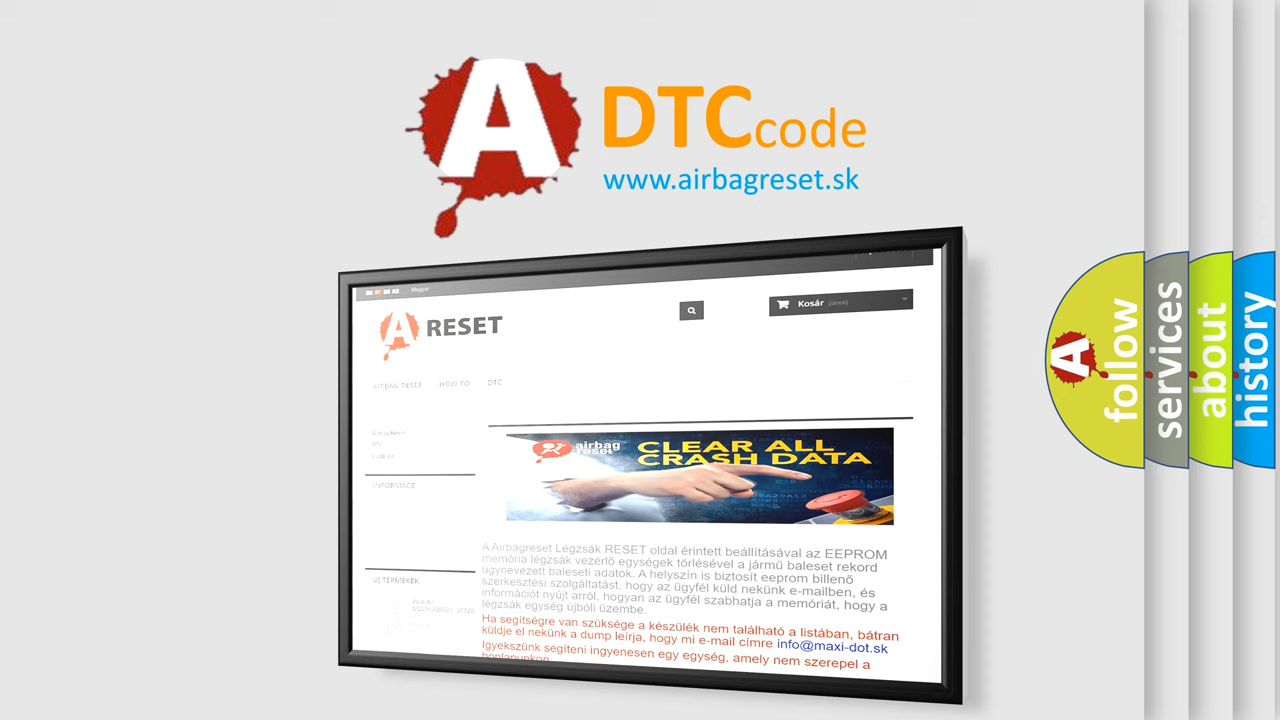 A
DTC code
www.airbagreset.sk
Magyar
Kosár (üres)
A RESET
AIRBAG RESET HOW TO DTC
INFORMACE
ÚJ TERMÉKEK
airbag
reset
CLEAR ALL
CRASH DATA
A Airbagreset Légzsák RESET oldal érintett beállításával az EEPROM
memória légzsák vezérlő egységek törlésével a jármű baleset rekord
úgynevezett baleseti adatok. A helyszín is biztosít eeprom billenő
szerkesztési szolgáltatást, hogy az ügyfél küld nekünk e-mailben, és
információt nyújt arról, hogyan az ügyfél szabhatja a memóriát, hogy a
légzsák egység újbóli üzembe.
Ha segítségre van szüksége a készülék nem található a listában, bátran
küldje el nekünk a dump leírja, hogy mi e-mail címre info@maxi-dot.sk
Igyekszünk segíteni ingyenesen egy egység, amely nem szerepel a
honlapunkon
A
follow
services
about
history